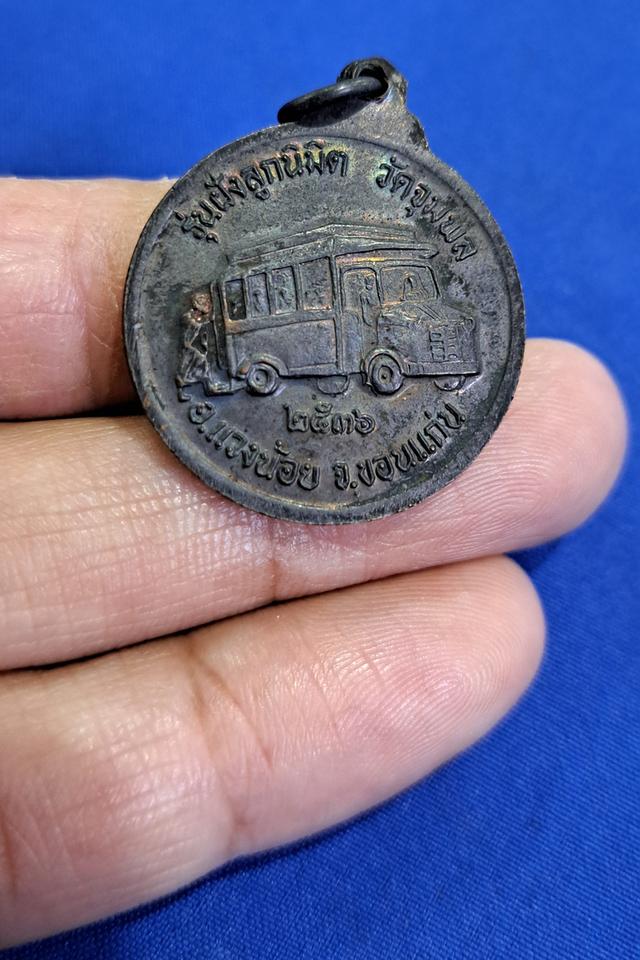 รุ่นฝังลูกนิมิต วัดจุมพล
๒๕๓๖
อ.แวงน้อย จ.ขอนแก่น